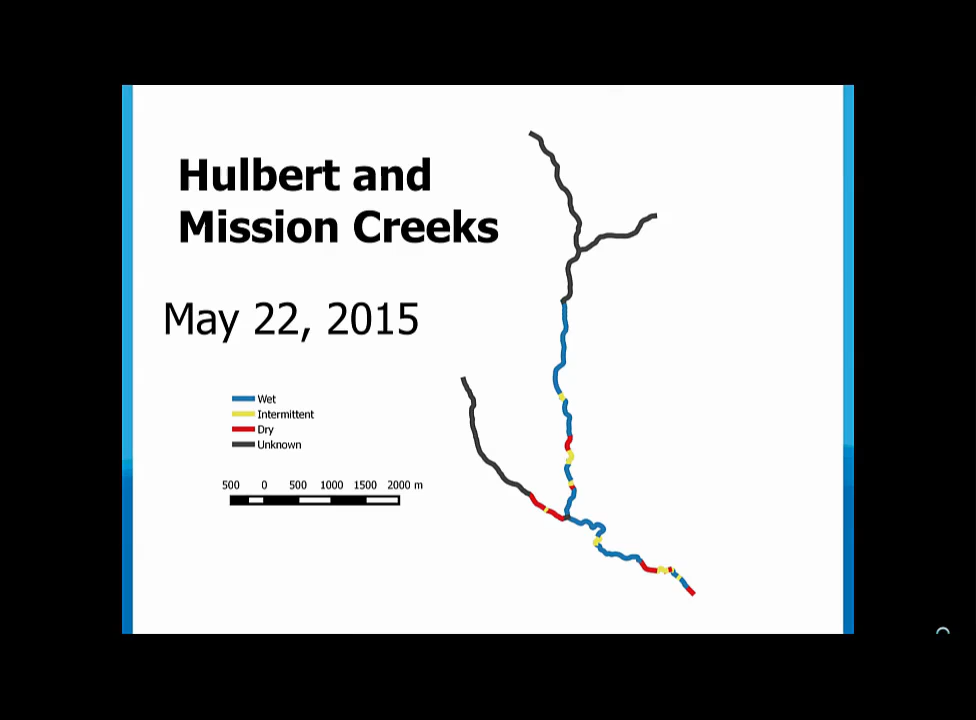 Hulbert and
Mission Creeks
May 22, 2015
Wet
Intermittent
Dry
Unknown
500 0 500 1000 1500 2000 m